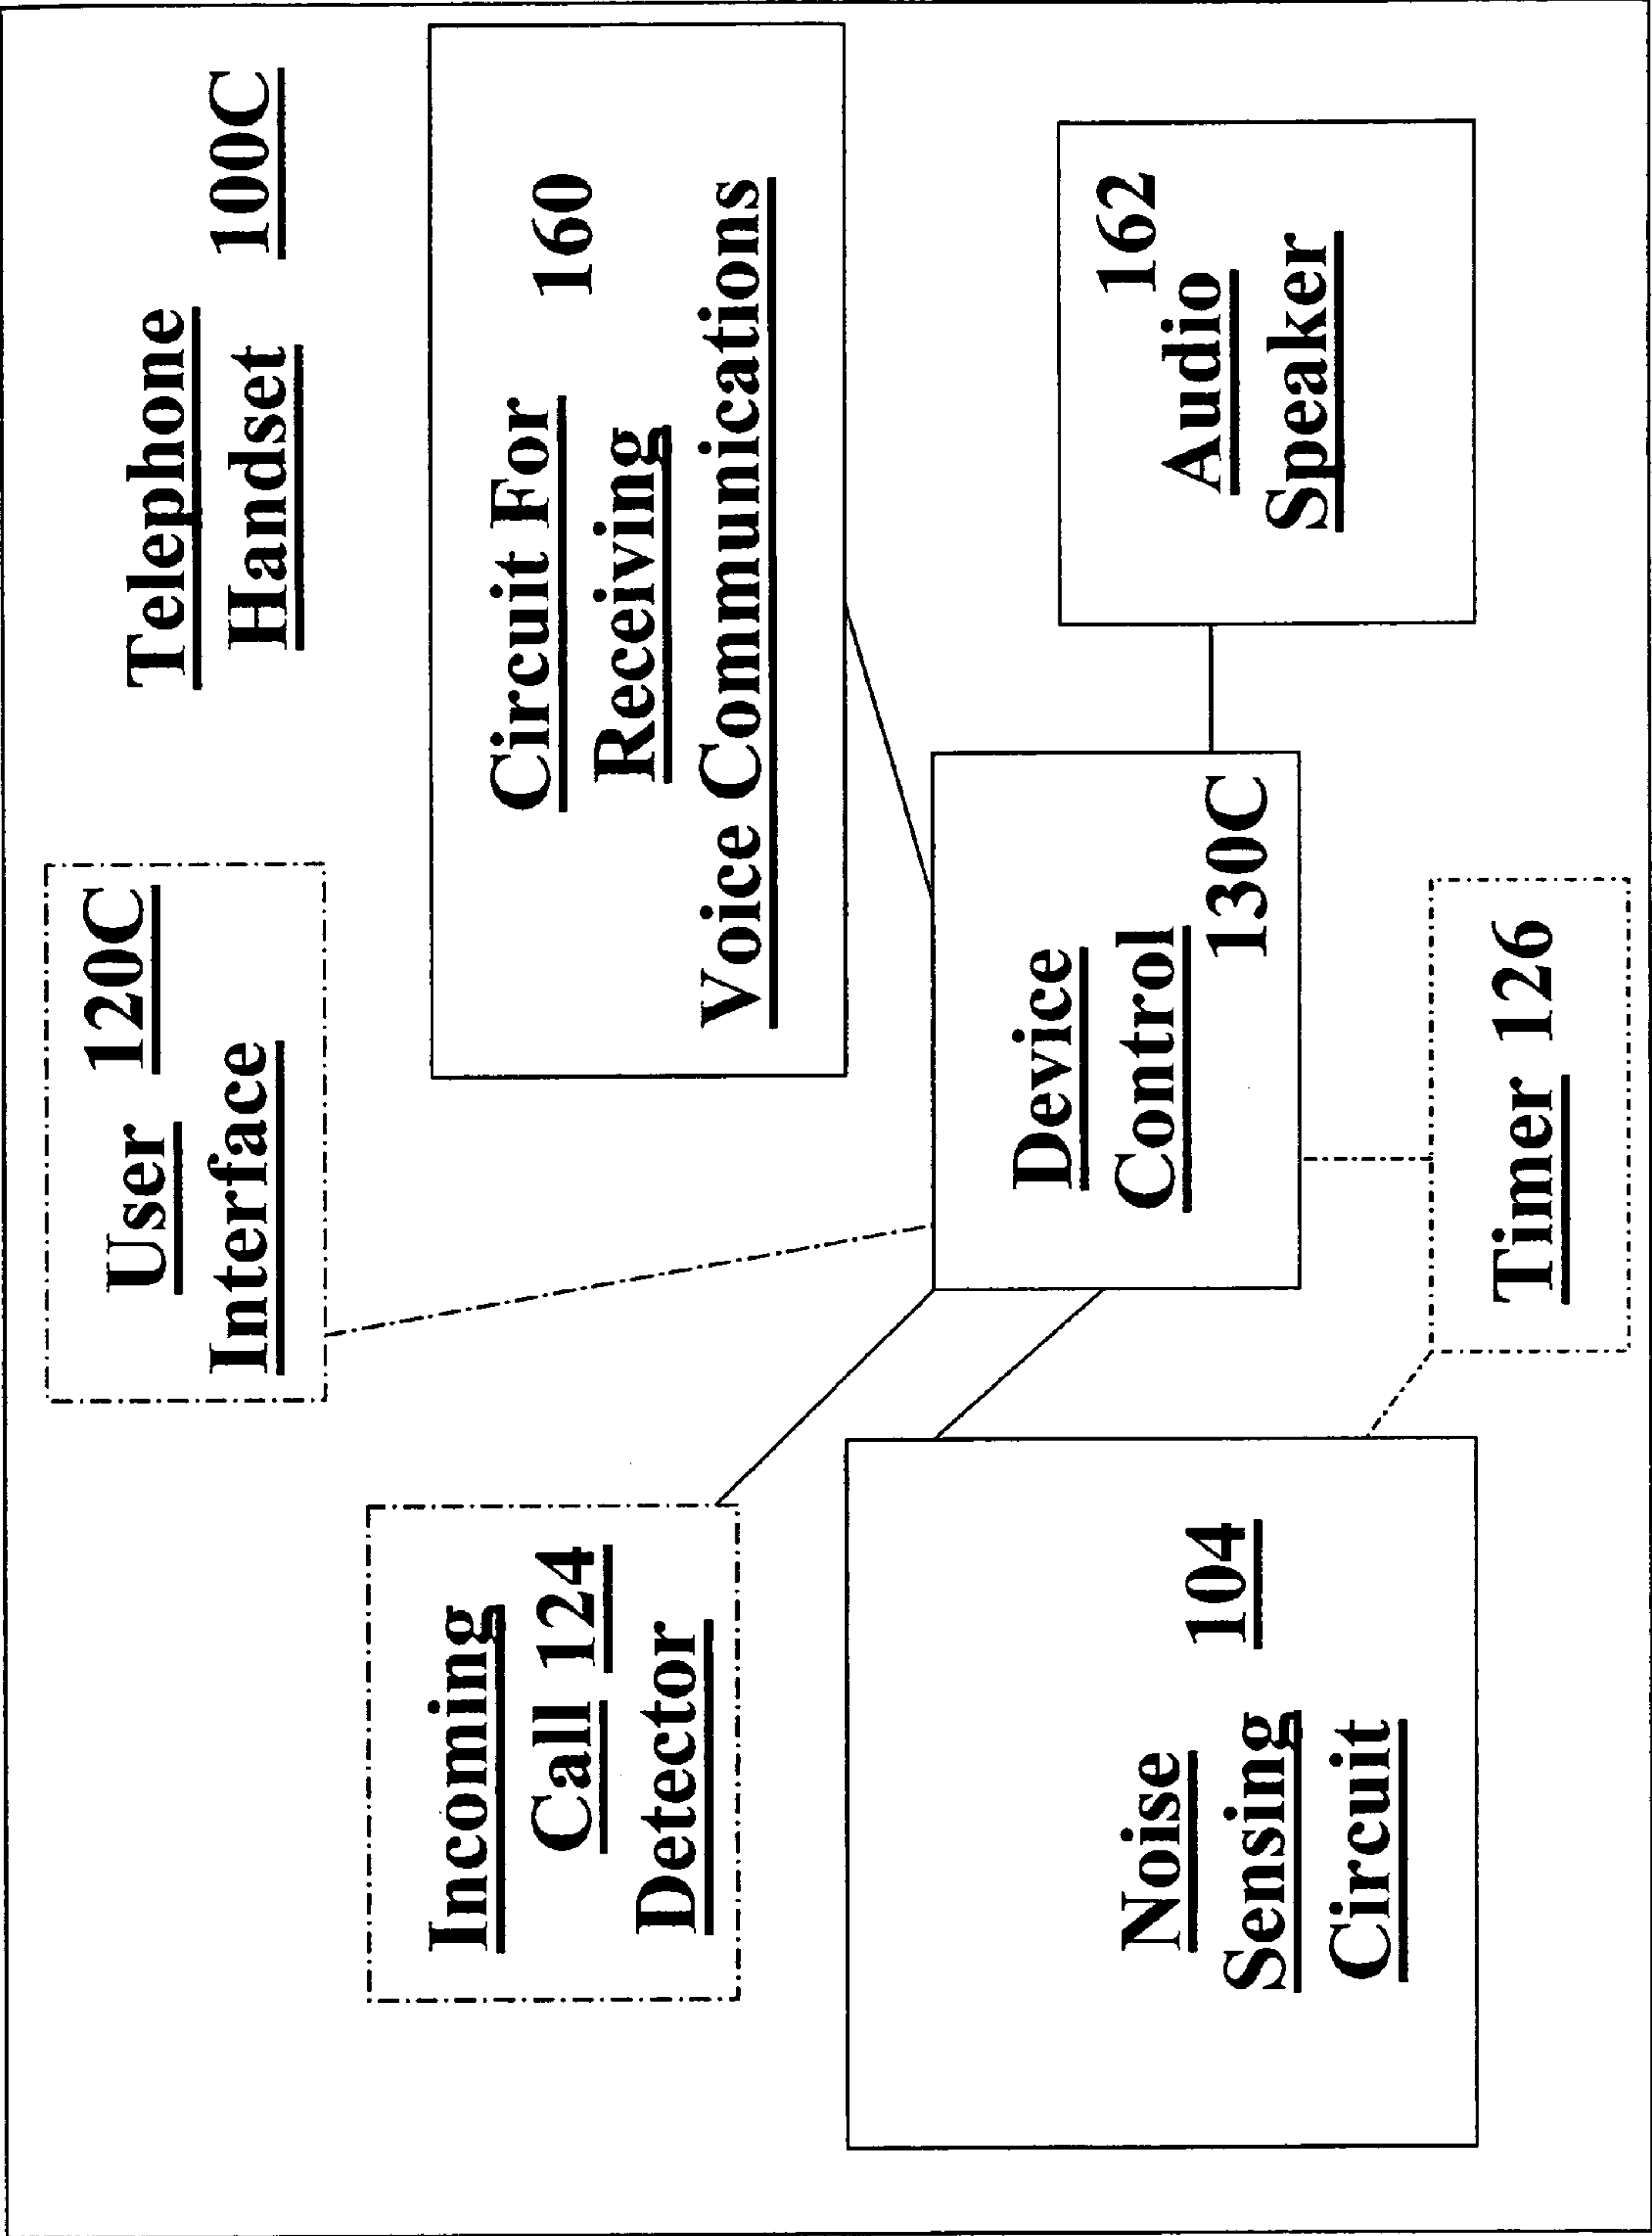 Telephone
Handset 100C
User 120C
Interface
Incoming
Call 124
Detector
Circuit For
Receiving 160
Voice Communications
Device
Control
130C
Noise
Sensing 104
Circuit
162
Audio
Speaker
Timer 126